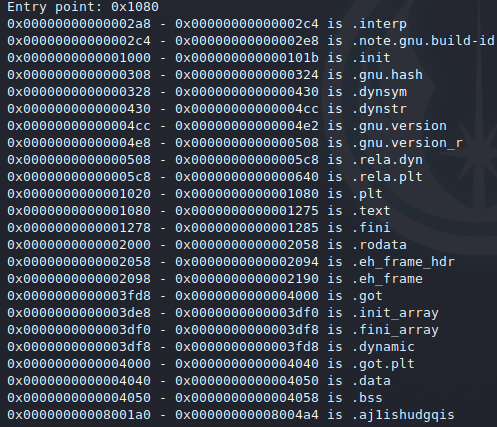 Entry point: 0x1080
0x00000000000002a8 - 0x00000000000002c4 is .interp
0x00000000000002c4 - 0x00000000000002e8 is .note.gnu.build-id
0x0000000000001000 - 0x000000000000101b is .init
0x0000000000000308 - 0x0000000000000324 is .gnu.hash
0x0000000000000328 - 0x0000000000000430 is .dynsym
0x0000000000000430 - 0x00000000000004cc is .dynstr
0x00000000000004cc - 0x00000000000004e2 is .gnu.version
0x00000000000004e8 - 0x0000000000000508 is .gnu.version_r
0x0000000000000508 - 0x00000000000005c8 is .rela.dyn
0x00000000000005c8 - 0x0000000000000640 is .rela.plt
0x0000000000001020 - 0x0000000000001080 is .plt
0x0000000000001080 - 0x0000000000001275 is .text
0x0000000000001278 - 0x0000000000001285 is .fini
0x0000000000002000 - 0x0000000000002058 is .rodata
0x0000000000002058 - 0x0000000000002094 is .eh_frame_hdr
0x0000000000002098 - 0x0000000000002190 is .eh_frame
0x0000000000003fd8 - 0x0000000000004000 is .got
0x0000000000003de8 - 0x0000000000003df0 is .init_array
0x0000000000003df0 - 0x0000000000003df8 is .fini_array
0x0000000000003df8 - 0x0000000000003fd8 is .dynamic
0x0000000000004000 - 0x0000000000004040 is .got.plt
0x0000000000004040 - 0x0000000000004050 is .data
0x0000000000004050 - 0x0000000000004058 is .bss
0x00000000008001a0 - 0x00000000008004a4 is .aj1ishudgqis